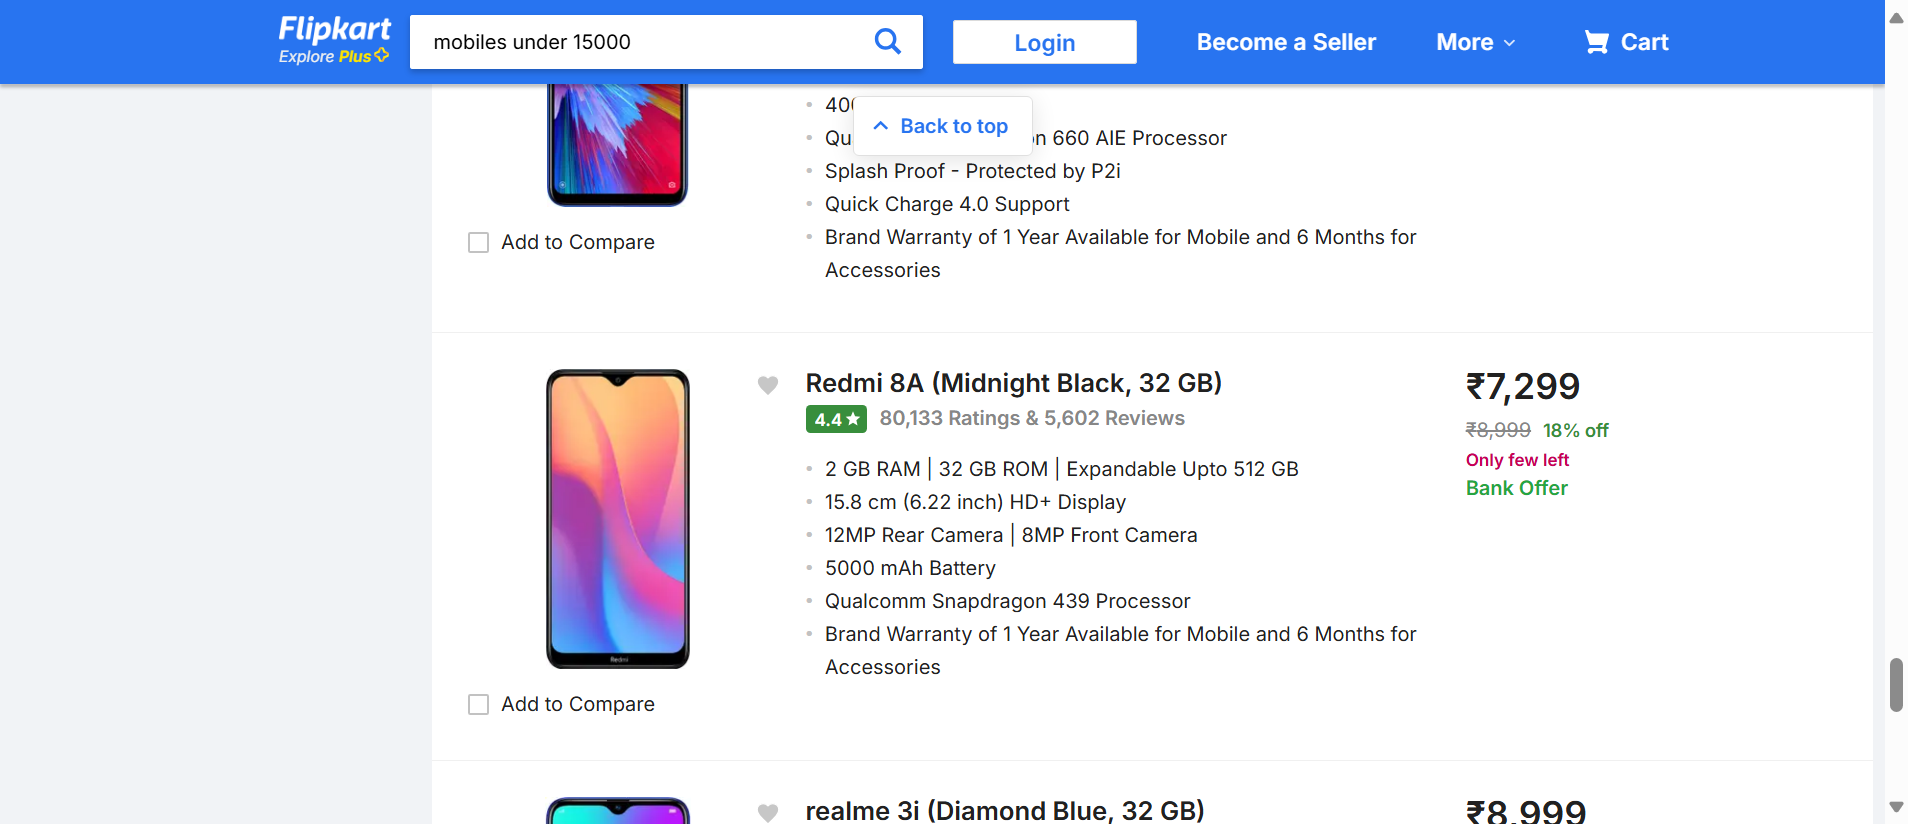 Flipkart
Explore Plus
mobiles under 15000
Login
Become a Seller
More
Cart
Back to top
Qu
n 660 AIE Processor
Splash Proof - Protected by P2i
Quick Charge 4.0 Support
Brand Warranty of 1 Year Available for Mobile and 6 Months for
Accessories
Add to Compare
Redmi 8A (Midnight Black, 32 GB)
4.4★ 80,133 Ratings & 5,602 Reviews
2 GB RAM | 32 GB ROM | Expandable Upto 512 GB
15.8 cm (6.22 inch) HD+ Display
12MP Rear Camera | 8MP Front Camera
5000 mAh Battery
Qualcomm Snapdragon 439 Processor
Brand Warranty of 1 Year Available for Mobile and 6 Months for
Accessories
₹7,299
₹8,999 18% off
Only few left
Bank Offer
Redmi
Add to Compare
realme 3i (Diamond Blue, 32 GB)
₹8,999